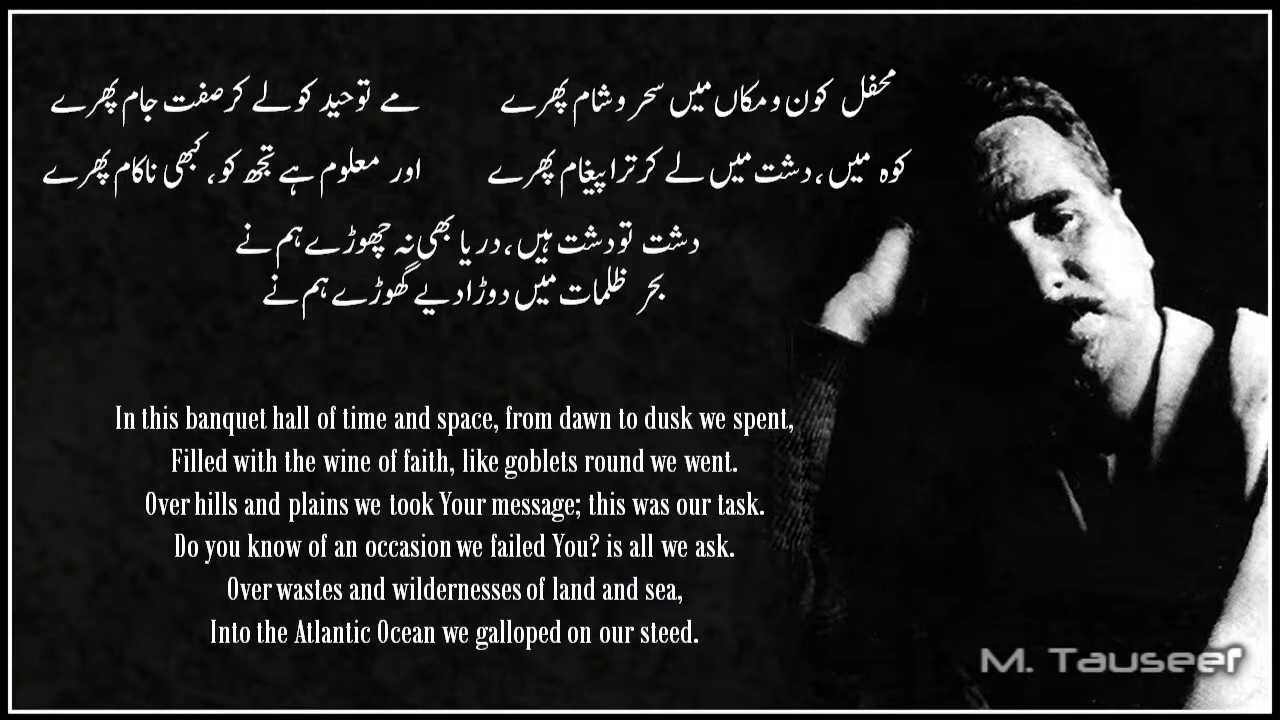 محفل کون و مکاں میں سحر و شام پھرے مے توحید کو لے کر صفت جام پھرے
کوہ میں، دشت میں لے کر ترا پیغام پھرے اور معلوم ہے تجھ کو، کبھی ناکام پھرے
دشت تو دشت ہیں، دریا بھی نہ چھوڑے ہم نے
بحر ظلمات میں دوڑا دیے گھوڑے ہم نے
In this banquet hall of time and space, from dawn to dusk we spent,
Filled with the wine of faith, like goblets round we went.
Over hills and plains we took Your message; this was our task.
Do you know of an occasion we failed You? is all we ask.
Over wastes and wildernesses of land and sea,
Into the Atlantic Ocean we galloped on our steed.
M. Tauseef